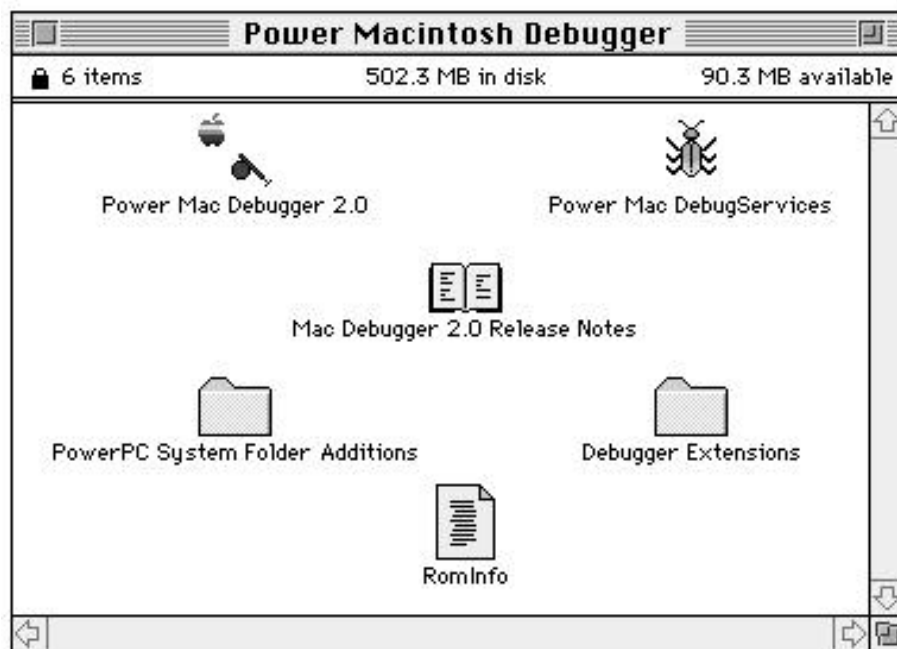 Power Macintosh Debugger
6 items 502.3 MB in disk 90.3 MB available
Power Mac Debugger 2.0 Power Mac DebugServices
Mac Debugger 2.0 Release Notes
PowerPC System Folder Additions Debugger Extensions
RomInfo